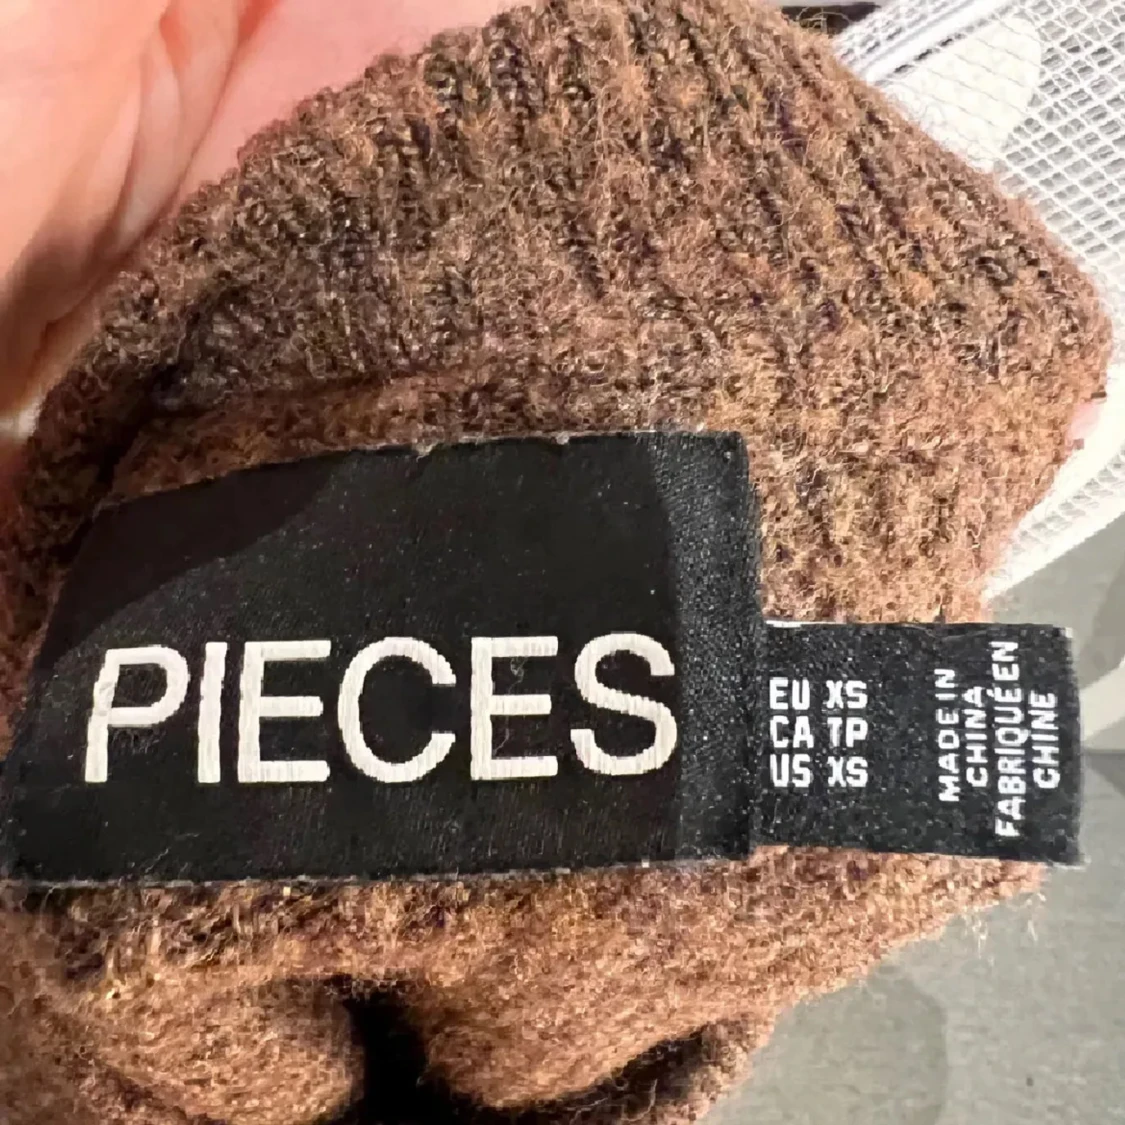 PIECES
EU XS
CA TP
US XS
MADE IN
CHINA
FABRIQUÉ EN
CHINE